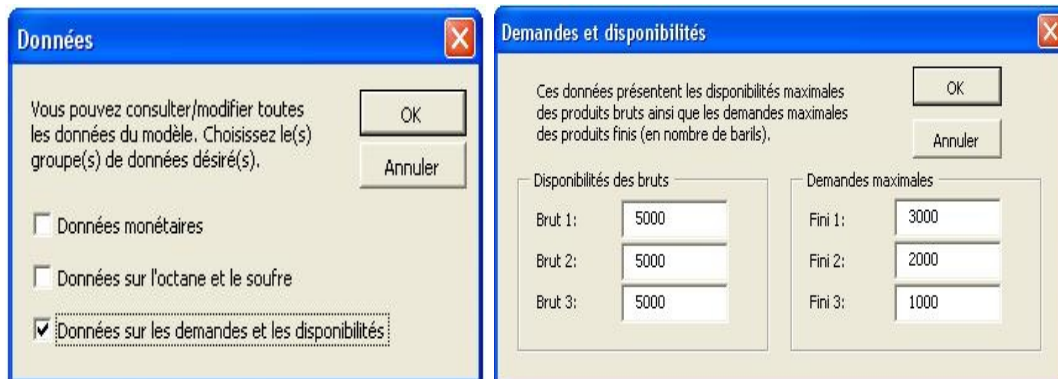 Données
Vous pouvez consulter/modifier toutes
les données du modèle. Choisissez le(s)
groupe(s) de données désiré(s).
OK
Annuler
Données monétaires
Données sur l'octane et le soufre
Données sur les demandes et les disponibilités
Demandes et disponibilités
Ces données présentent les disponibilités maximales
des produits bruts ainsi que les demandes maximales
des produits finis (en nombre de barils).
OK
Annuler
Disponibilités des bruts
Brut 1: 5000
Brut 2: 5000
Brut 3: 5000
Demandes maximales
Fini 1: 3000
Fini 2: 2000
Fini 3: 1000